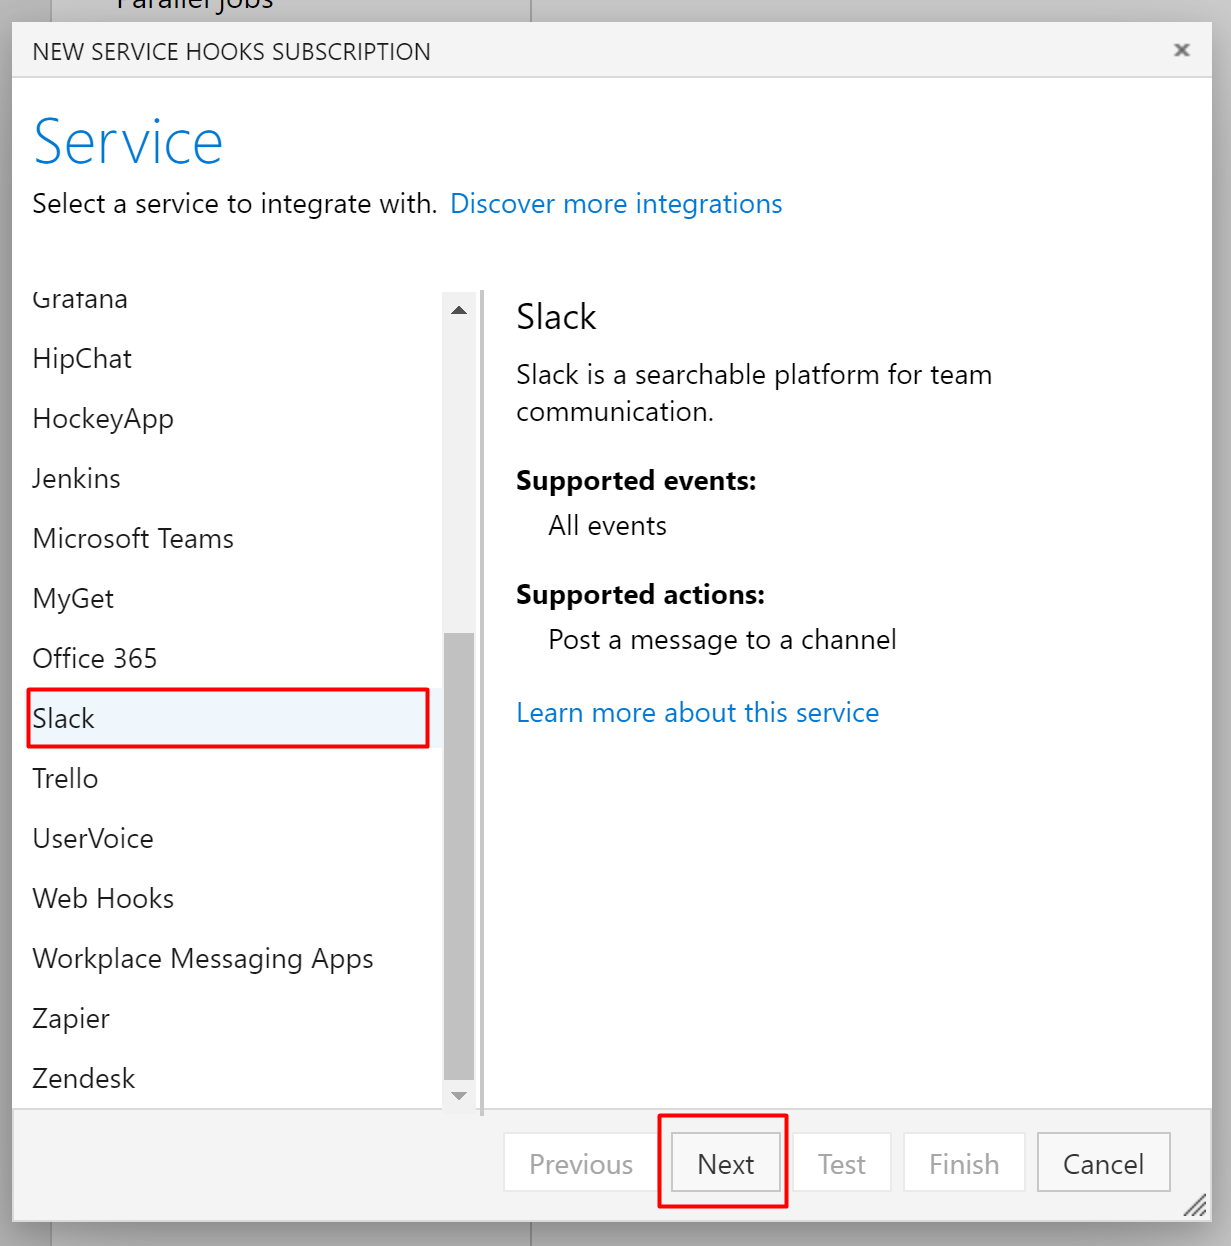 Parallel jobs
NEW SERVICE HOOKS SUBSCRIPTION
Service
Select a service to integrate with. Discover more integrations
Grafana
HipChat
HockeyApp
Jenkins
Microsoft Teams
MyGet
Office 365
Slack
Trello
UserVoice
Web Hooks
Workplace Messaging Apps
Zapier
Zendesk
Slack
Slack is a searchable platform for team
communication.
Supported events:
All events
Supported actions:
Post a message to a channel
Learn more about this service
Previous Next Test Finish Cancel